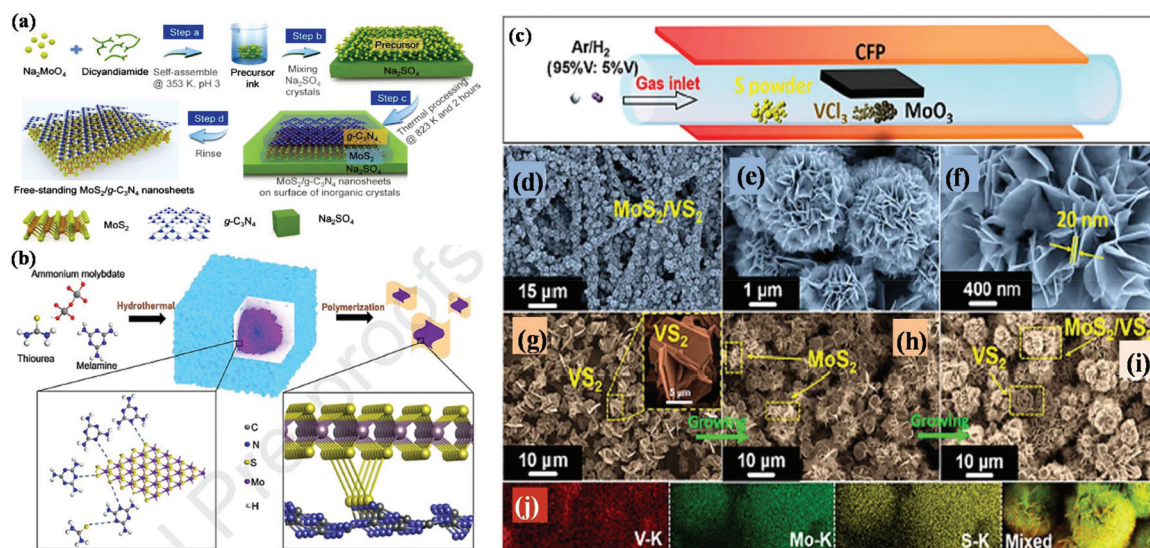 (a)
Step a
Step b
Precursor
Na₂MoO₄
Dicyandiamide
Self-assemble
@ 353 K, pH 3
Precursor
ink
Mixing
Na₂SO₄
crystals
Na₂SO₄
Step c
Thermal processing
@ 823 K and 2 hours
Step d
Rinse
g-C₃N₄
MoS₂
Na₂SO₄
MoS₂/g-C₃N₄ nanosheets
on surface of inorganic crystals
Free-standing MoS₂/g-C₃N₄ nanosheets
MoS₂
g-C₃N₄
Na₂SO₄
(b)
Ammonium molybdate
Hydrothermal
Polymerization
Thiourea
Melamine
C
N
S
Mo
H
(c)
Ar/H₂
(95%V: 5%V)
Gas inlet
CFP
S powder
VCl₃
MoO₃
(d)
MoS₂/VS₂
15 μm
(e)
1 μm
(f)
20 nm
400 nm
(g)
VS₂
VS₂
5 μm
10 μm
Growing
(h)
MoS₂
10 μm
Growing
(i)
MoS₂/VS₂
VS₂
10 μm
(j)
V-K
Mo-K
S-K
Mixed